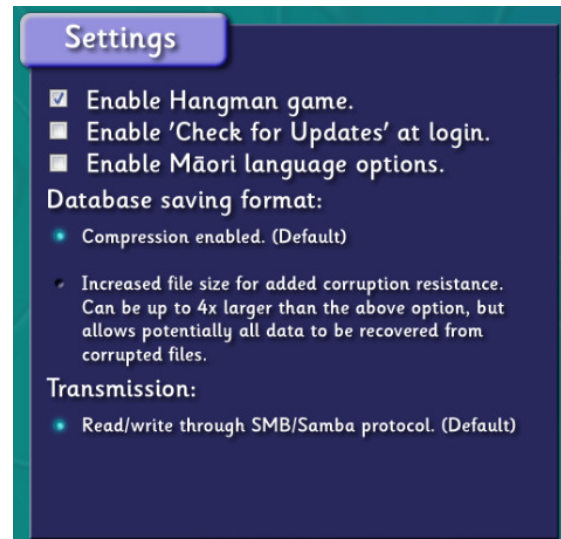 Settings
Enable Hangman game.
Enable 'Check for Updates' at login.
Enable Māori language options.
Database saving format:
Compression enabled. (Default)
Increased file size for added corruption resistance.
Can be up to 4x larger than the above option, but
allows potentially all data to be recovered from
corrupted files.
Transmission:
Read/write through SMB/Samba protocol. (Default)